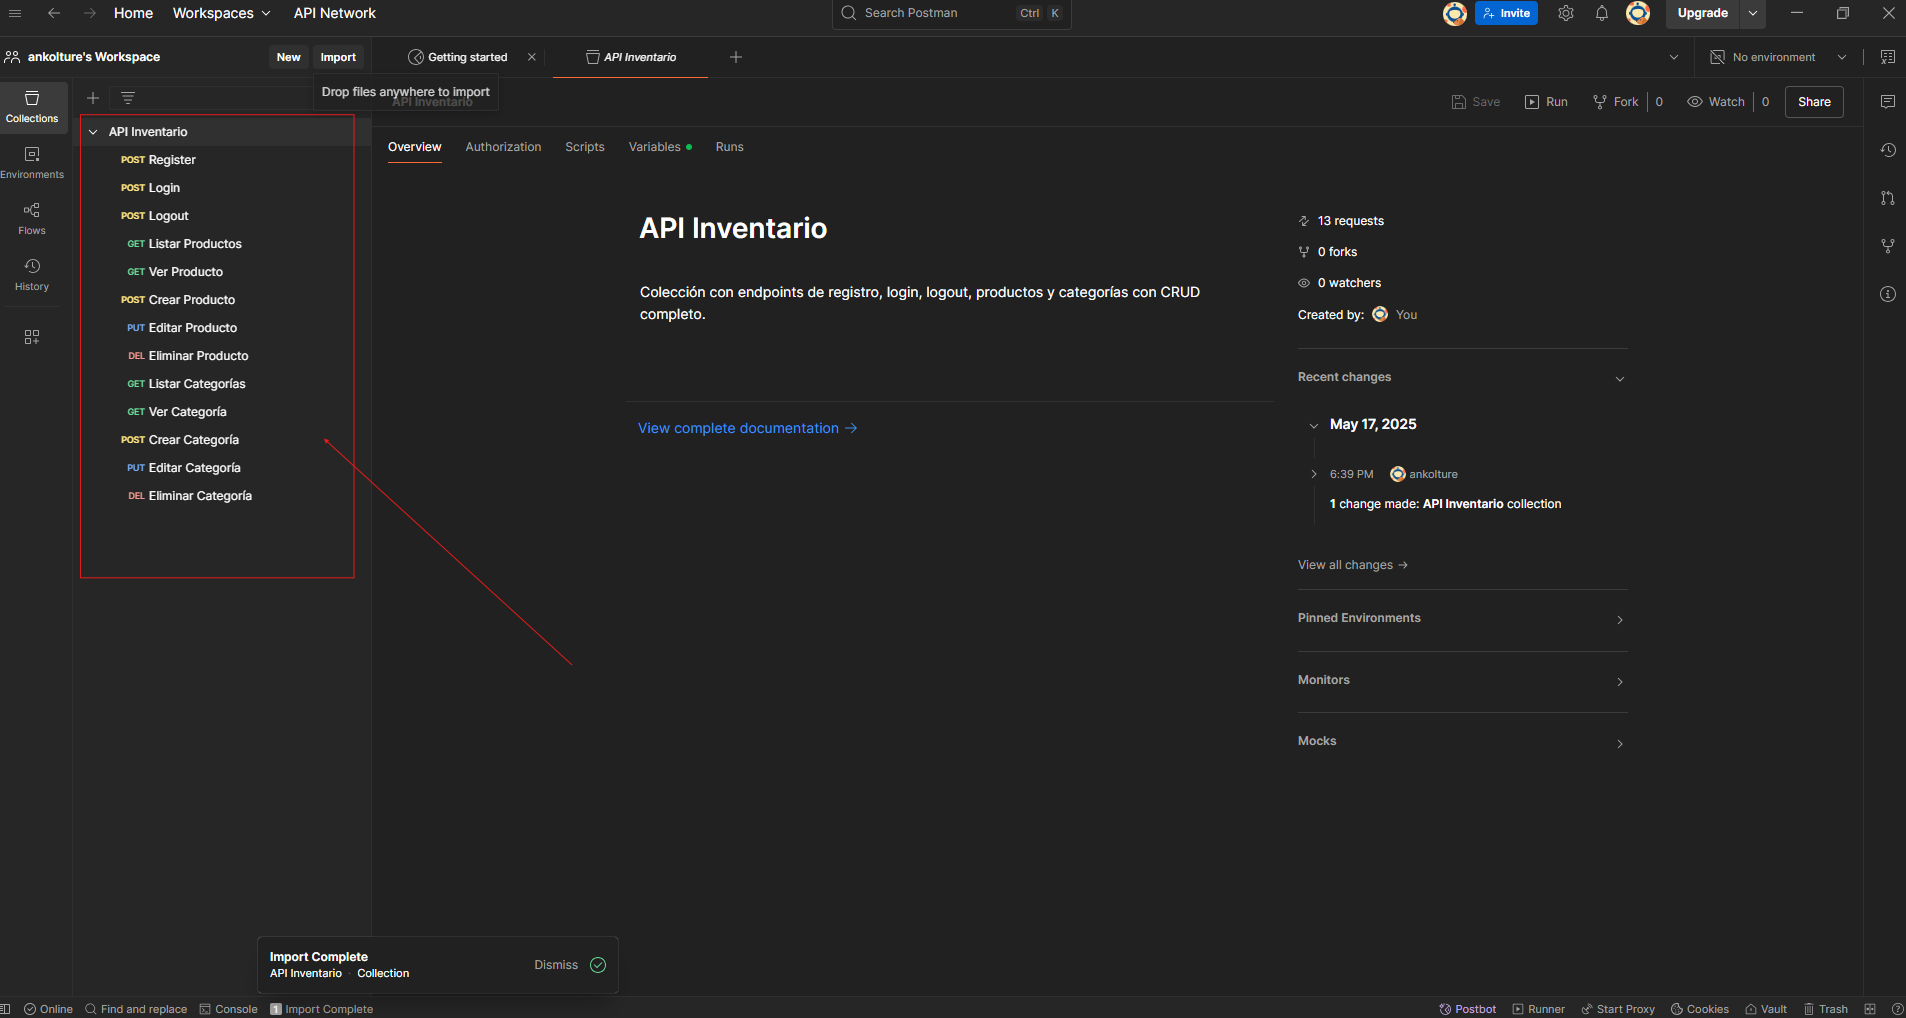 Home Workspaces API Network Search Postman Ctrl K Invite Upgrade
ankolture's Workspace New Import Getting started API Inventario No environment
Drop files anywhere to import
API Inventario
Save Run Fork 0 Watch 0 Share
Collections
Environments
Flows
History
API Inventario
POST Register
POST Login
POST Logout
GET Listar Productos
GET Ver Producto
POST Crear Producto
PUT Editar Producto
DEL Eliminar Producto
GET Listar Categorías
GET Ver Categoría
POST Crear Categoría
PUT Editar Categoría
DEL Eliminar Categoría
Overview Authorization Scripts Variables Runs
API Inventario
Colección con endpoints de registro, login, logout, productos y categorías con CRUD
completo.
View complete documentation →
13 requests
0 forks
0 watchers
Created by: You
Recent changes
May 17, 2025
6:39 PM ankolture
1 change made: API Inventario collection
View all changes →
Pinned Environments
Monitors
Mocks
Import Complete
API Inventario · Collection
Dismiss
Online Find and replace Console 1 Import Complete Postbot Runner Start Proxy Cookies Vault Trash